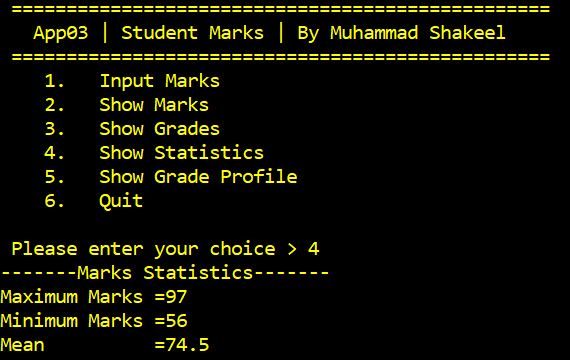 =================================================
App03 | Student Marks | By Muhammad Shakeel
=================================================
1. Input Marks
2. Show Marks
3. Show Grades
4. Show Statistics
5. Show Grade Profile
6. Quit
Please enter your choice > 4
-------Marks Statistics-------
Maximum Marks =97
Minimum Marks =56
Mean =74.5